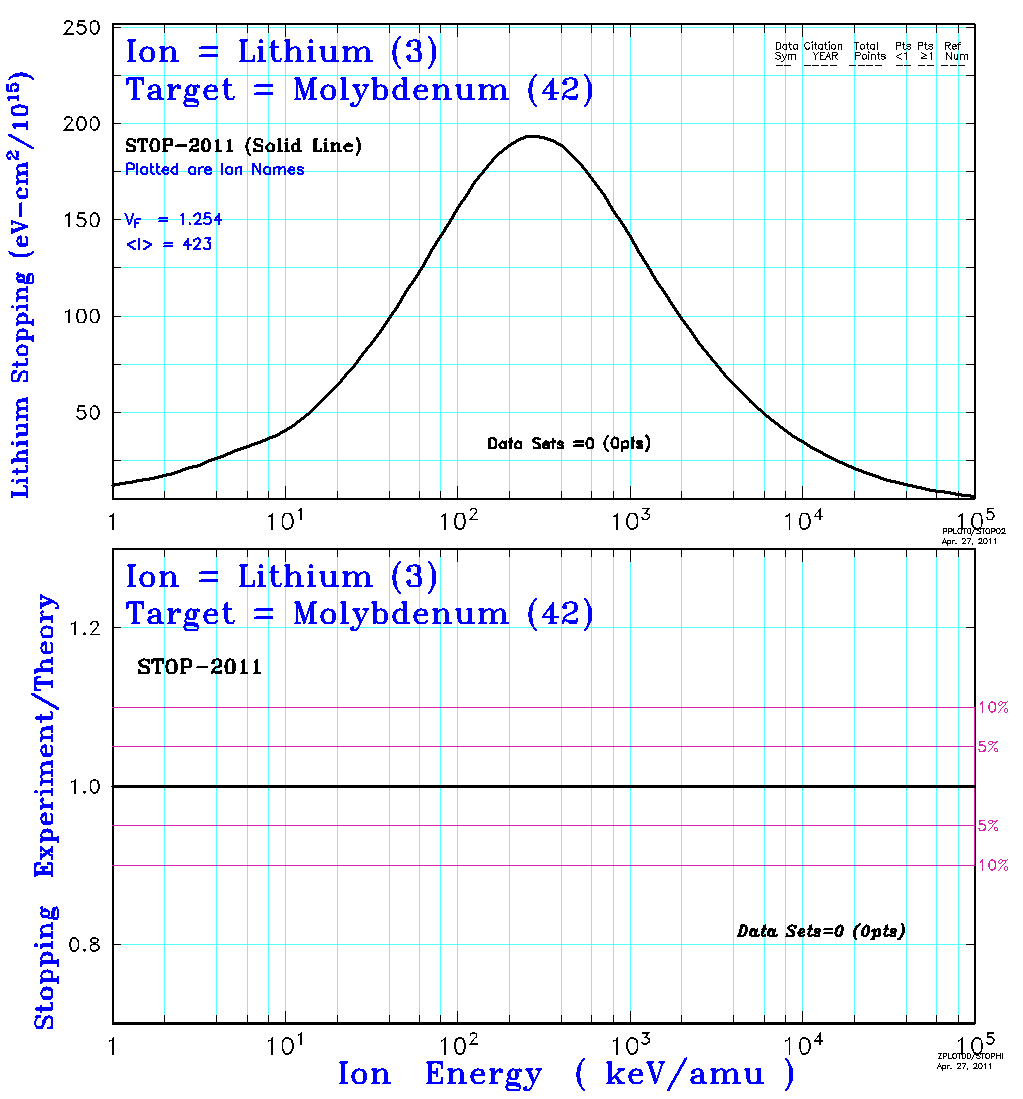 Ion = Lithium (3)
Target = Molybdenum (42)
STOP-2011 (Solid Line)
Plotted are Ion Names
V_F = 1.254
<I> = 423
Data Citation Total Pts Pts Ref
Sym YEAR Points <1 ≥1 Num
Data Sets =0 (0pts)
Lithium Stopping (eV-cm²/10¹⁵)
250
200
150
100
50
1 10¹ 10² 10³ 10⁴ 10⁵
PPLOT0/STOP02
Apr. 27, 2011
Ion = Lithium (3)
Target = Molybdenum (42)
STOP-2011
Stopping Experiment/Theory
1.2
1.0
0.8
10%
5%
5%
10%
Data Sets=0 (0pts)
1 10¹ 10² 10³ 10⁴ 10⁵
Ion Energy ( keV/amu )
ZPLOT0D/STOPHI
Apr. 27, 2011